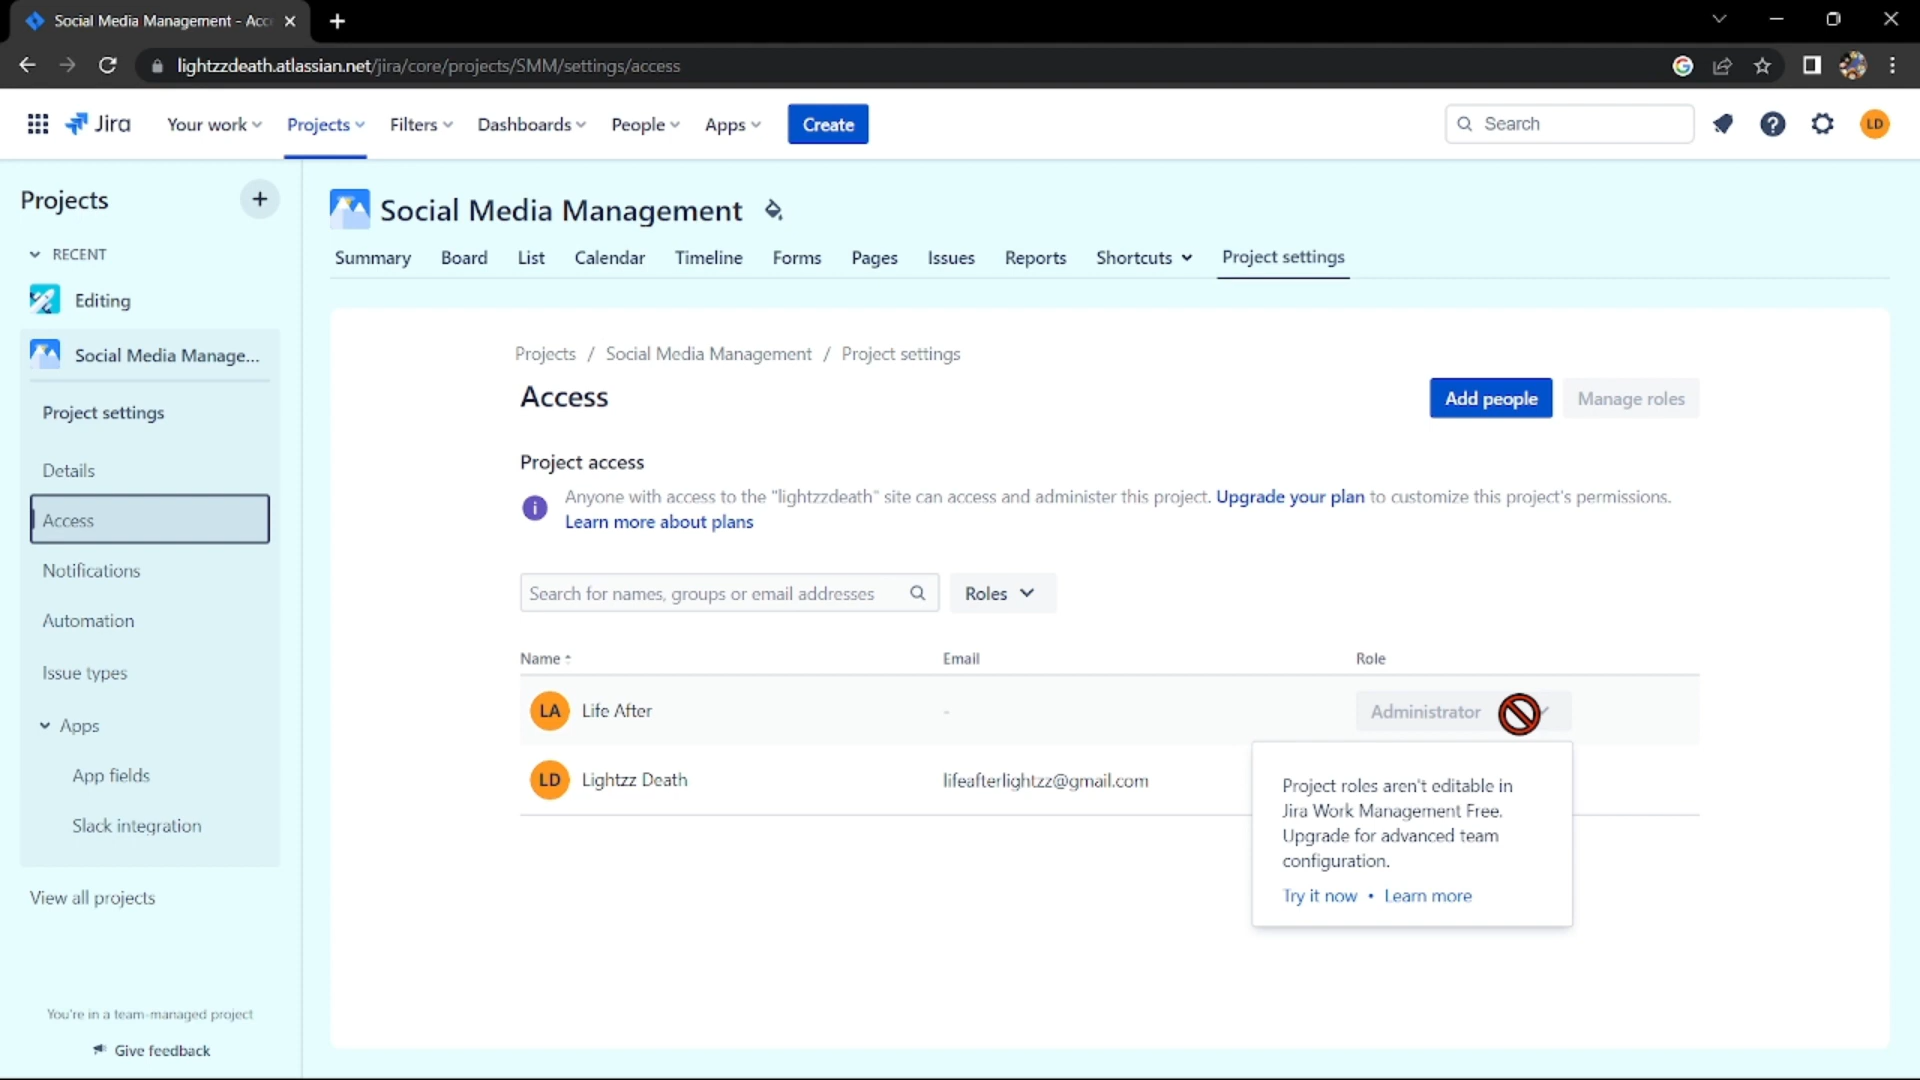 Social Media Management - Acc
lightzzdeath.atlassian.net/jira/core/projects/SMM/settings/access
Jira
Your work
Projects
Filters
Dashboards
People
Apps
Create
Search
LD
Projects
RECENT
Editing
Social Media Manage...
Project settings
Details
Access
Notifications
Automation
Issue types
Apps
App fields
Slack integration
View all projects
You're in a team-managed project
Give feedback
Social Media Management
Summary
Board
List
Calendar
Timeline
Forms
Pages
Issues
Reports
Shortcuts
Project settings
Projects / Social Media Management / Project settings
Access
Add people
Manage roles
Project access
Anyone with access to the "lightzzdeath" site can access and administer this project. Upgrade your plan to customize this project's permissions.
Learn more about plans
Search for names, groups or email addresses
Roles
Name
Email
Role
LA Life After - Administrator
LD Lightzz Death lifeafterlightzz@gmail.com
Project roles aren't editable in
Jira Work Management Free.
Upgrade for advanced team
configuration.
Try it now • Learn more